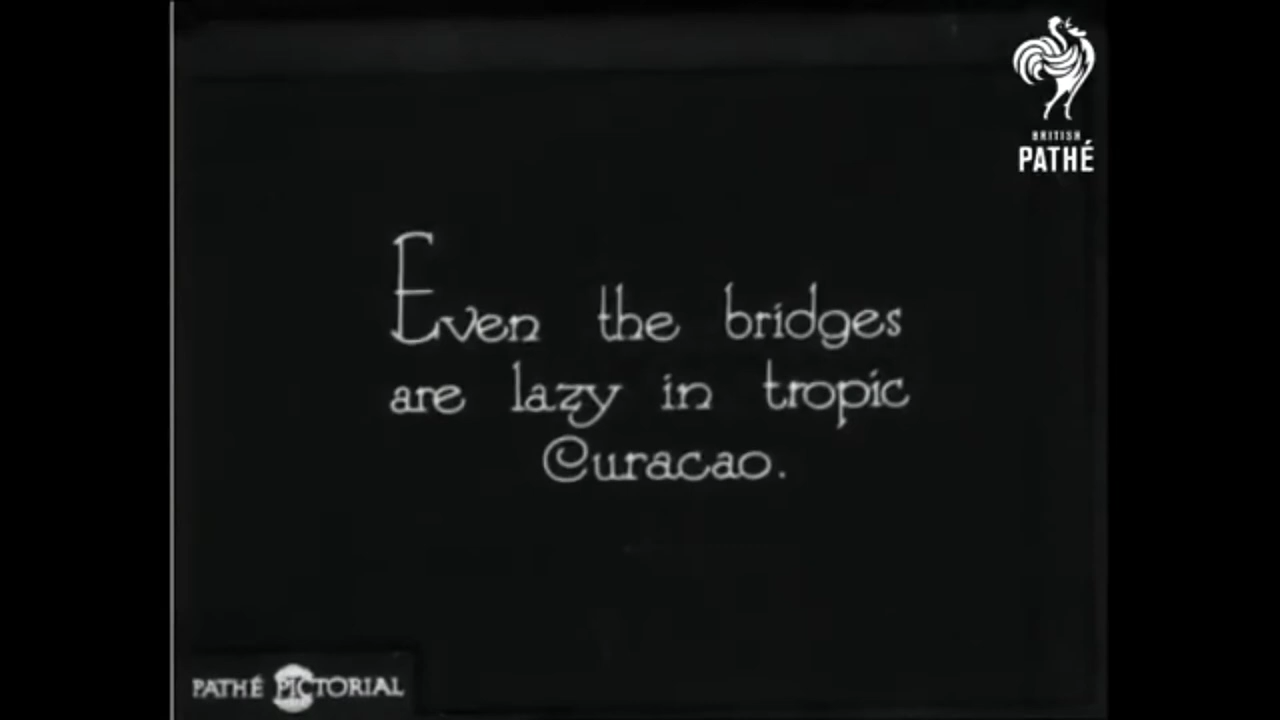 BRITISH
PATHÉ
Even the bridges
are lazy in tropic
Curacao.
PATHÉ PICTORIAL